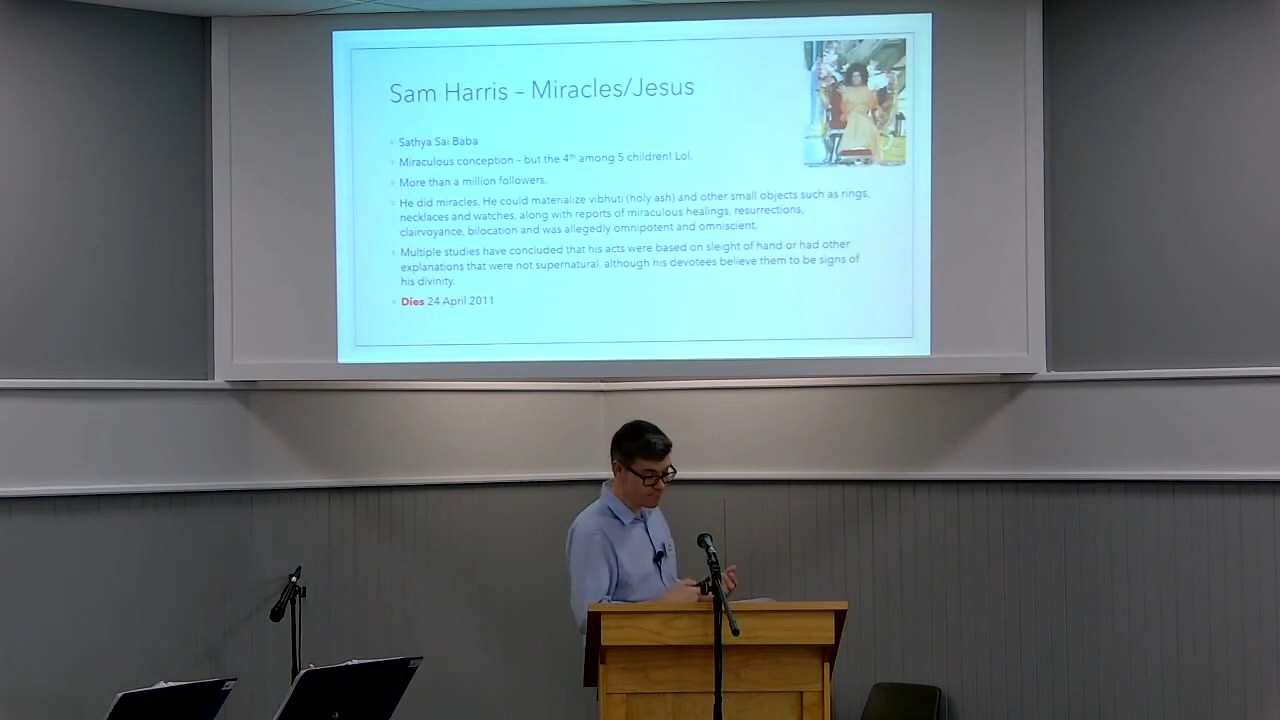 Sam Harris – Miracles/Jesus
Sathya Sai Baba
Miraculous conception – but the 4th among 5 children! Lol.
More than a million followers.
He did miracles. He could materialize vibhuti (holy ash) and other small objects such as rings,
necklaces and watches, along with reports of miraculous healings, resurrections,
clairvoyance, bilocation and was allegedly omnipotent and omniscient.
Multiple studies have concluded that his acts were based on sleight of hand or had other
explanations that were not supernatural, although his devotees believe them to be signs of
his divinity.
Dies 24 April 2011